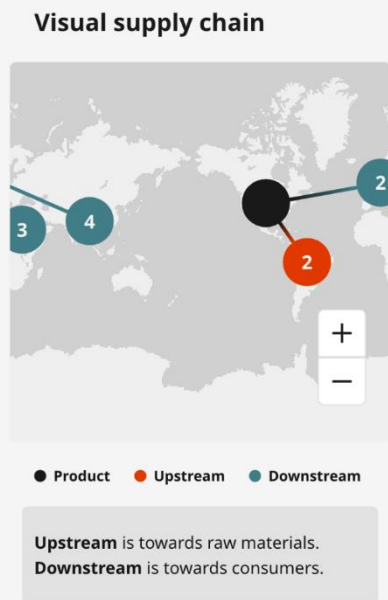 Visual supply chain
2
3
4
2
+
−
Product
Upstream
Downstream
Upstream is towards raw materials.
Downstream is towards consumers.